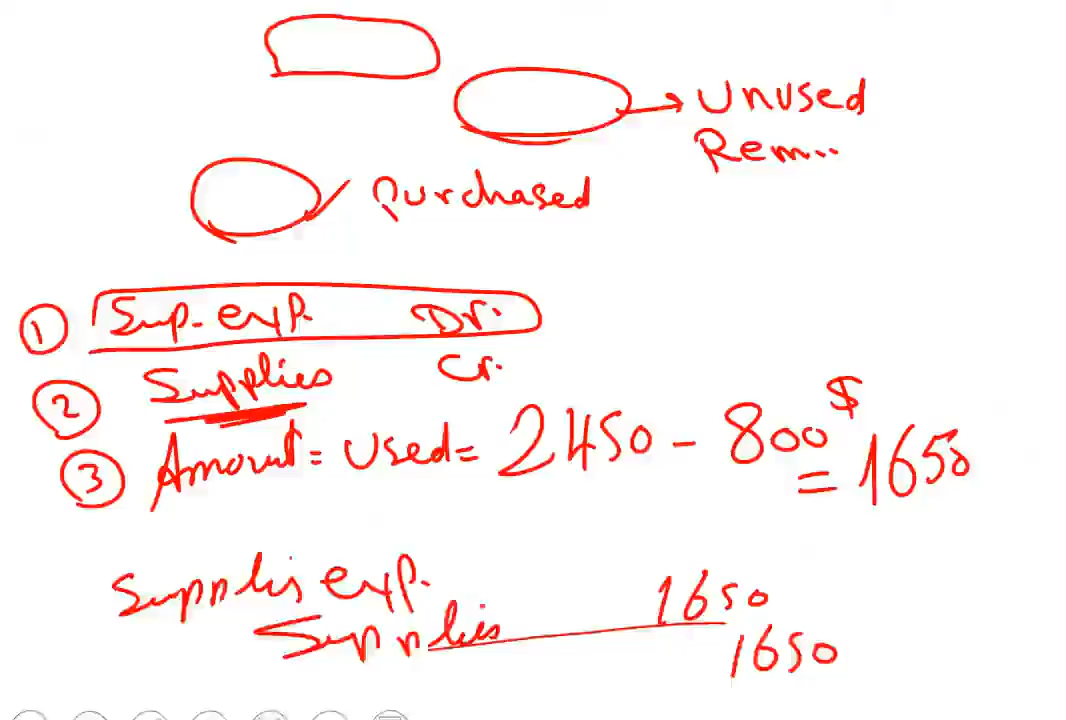 Unused
Rem...
Purchased
1 Sup. exp. Dr.
2 Supplies Cr.
3 Amount = Used = 2450 - 800$
= 1650
Supplies exp. 1650
Supplies 1650